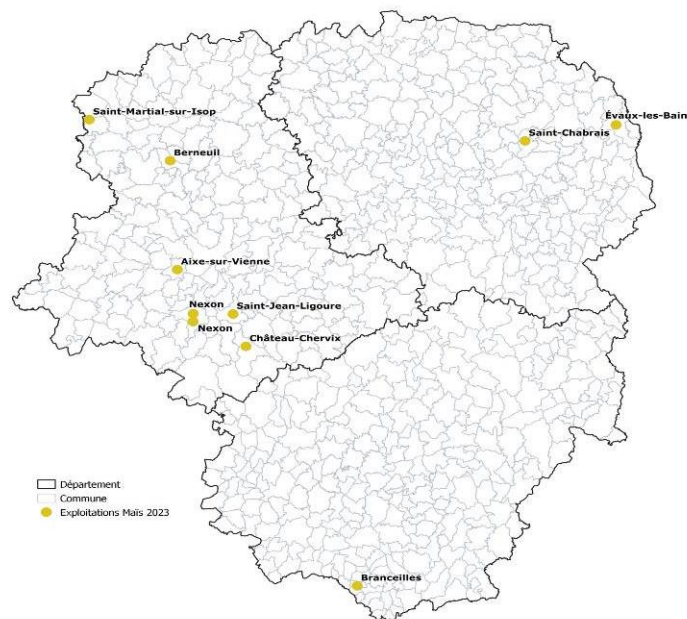 Saint-Martial-sur-Isop
Évaux-les-Bain
Saint-Chabrais
Berneuil
Aixe-sur-Vienne
Nexon
Saint-Jean-Ligoure
Nexon
Château-Chervix
Département
Commune
Exploitations Maïs 2023
Branceilles